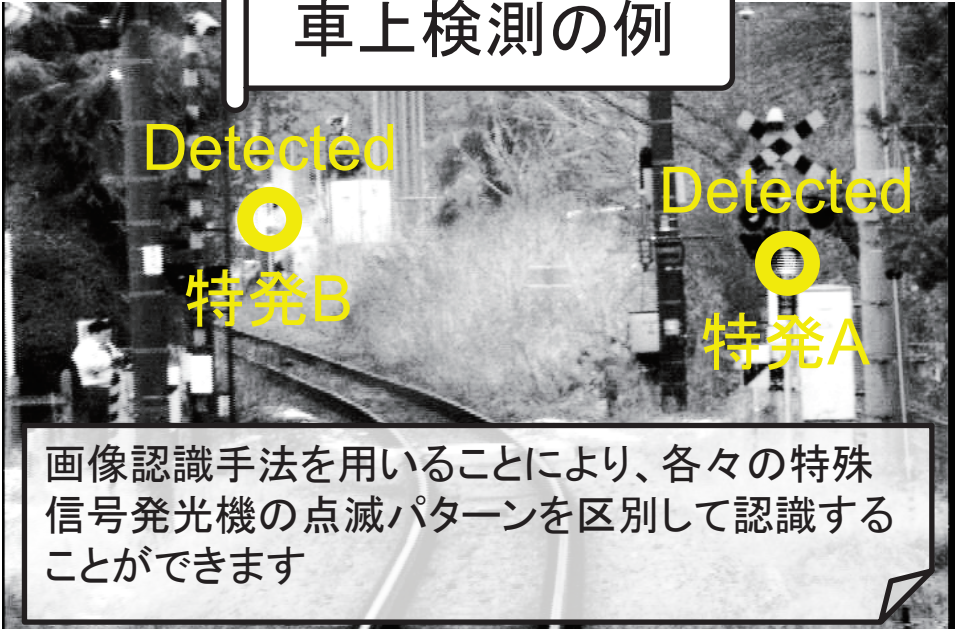 車上検測の例
Detected
Detected
特発B
特発A
画像認識手法を用いることにより、各々の特殊
信号発光機の点滅パターンを区別して認識する
ことができます